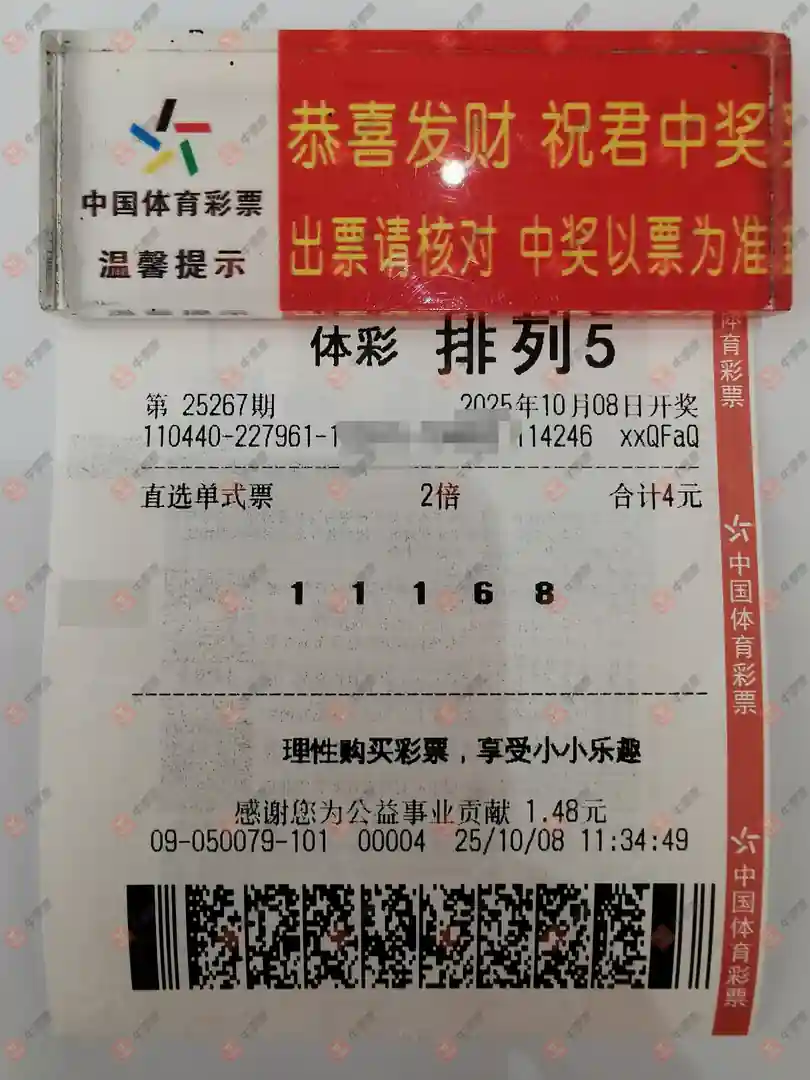 恭喜发财 祝君中奖
中国体育彩票
出票请核对 中奖以票为准
温馨提示
体彩 排列5
第 25267期 2025年10月08日开奖
110440-227961-1 114246 xxQFaQ
直选单式票 2倍 合计4元
1 1 1 6 8
理性购买彩票，享受小小乐趣
感谢您为公益事业贡献 1.48元
09-050079-101 00004 25/10/08 11:34:49
体育彩票
中国体育彩票
中国体育彩票